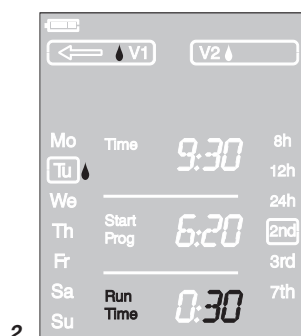 V1 V2
Mo Time 9:30 8h
Tu 12h
We 24h
Th Start Prog 6:20 2nd
Fr 3rd
Sa Run Time 0:30 7th
Su
2